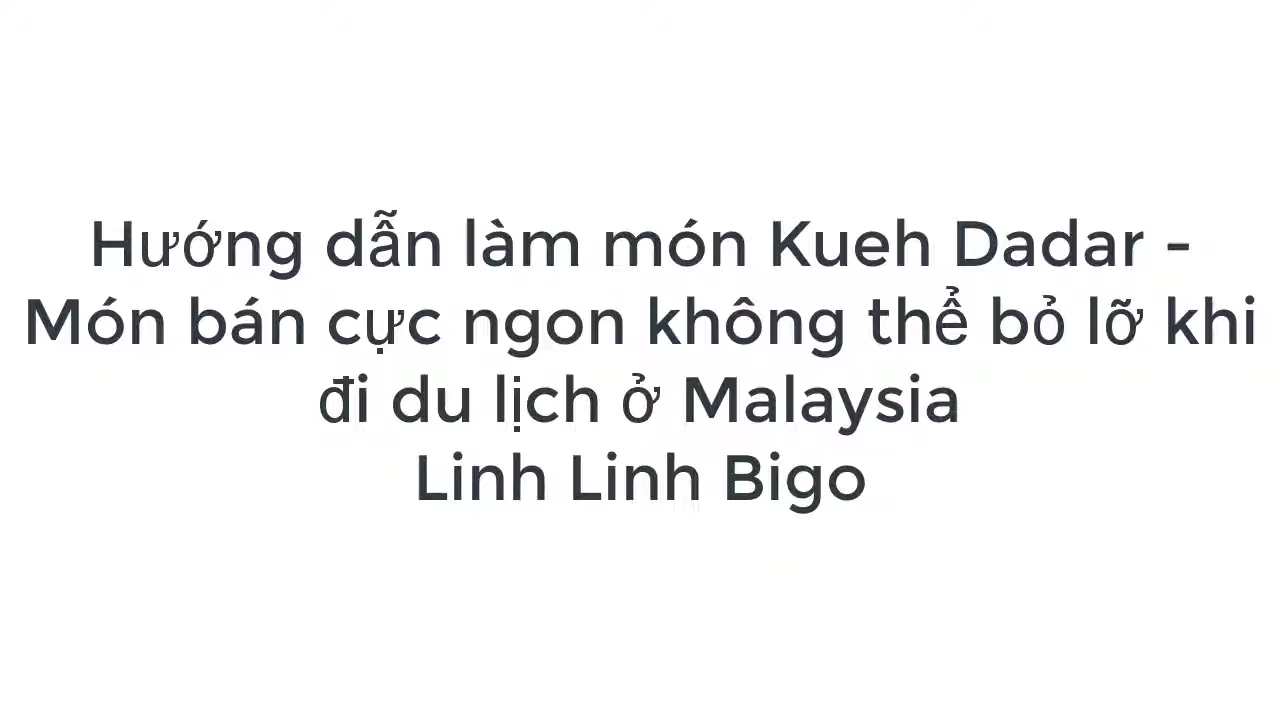 Hướng dẫn làm món Kueh Dadar -
Món bán cực ngon không thể bỏ lỡ khi
đi du lịch ở Malaysia
Linh Linh Bigo